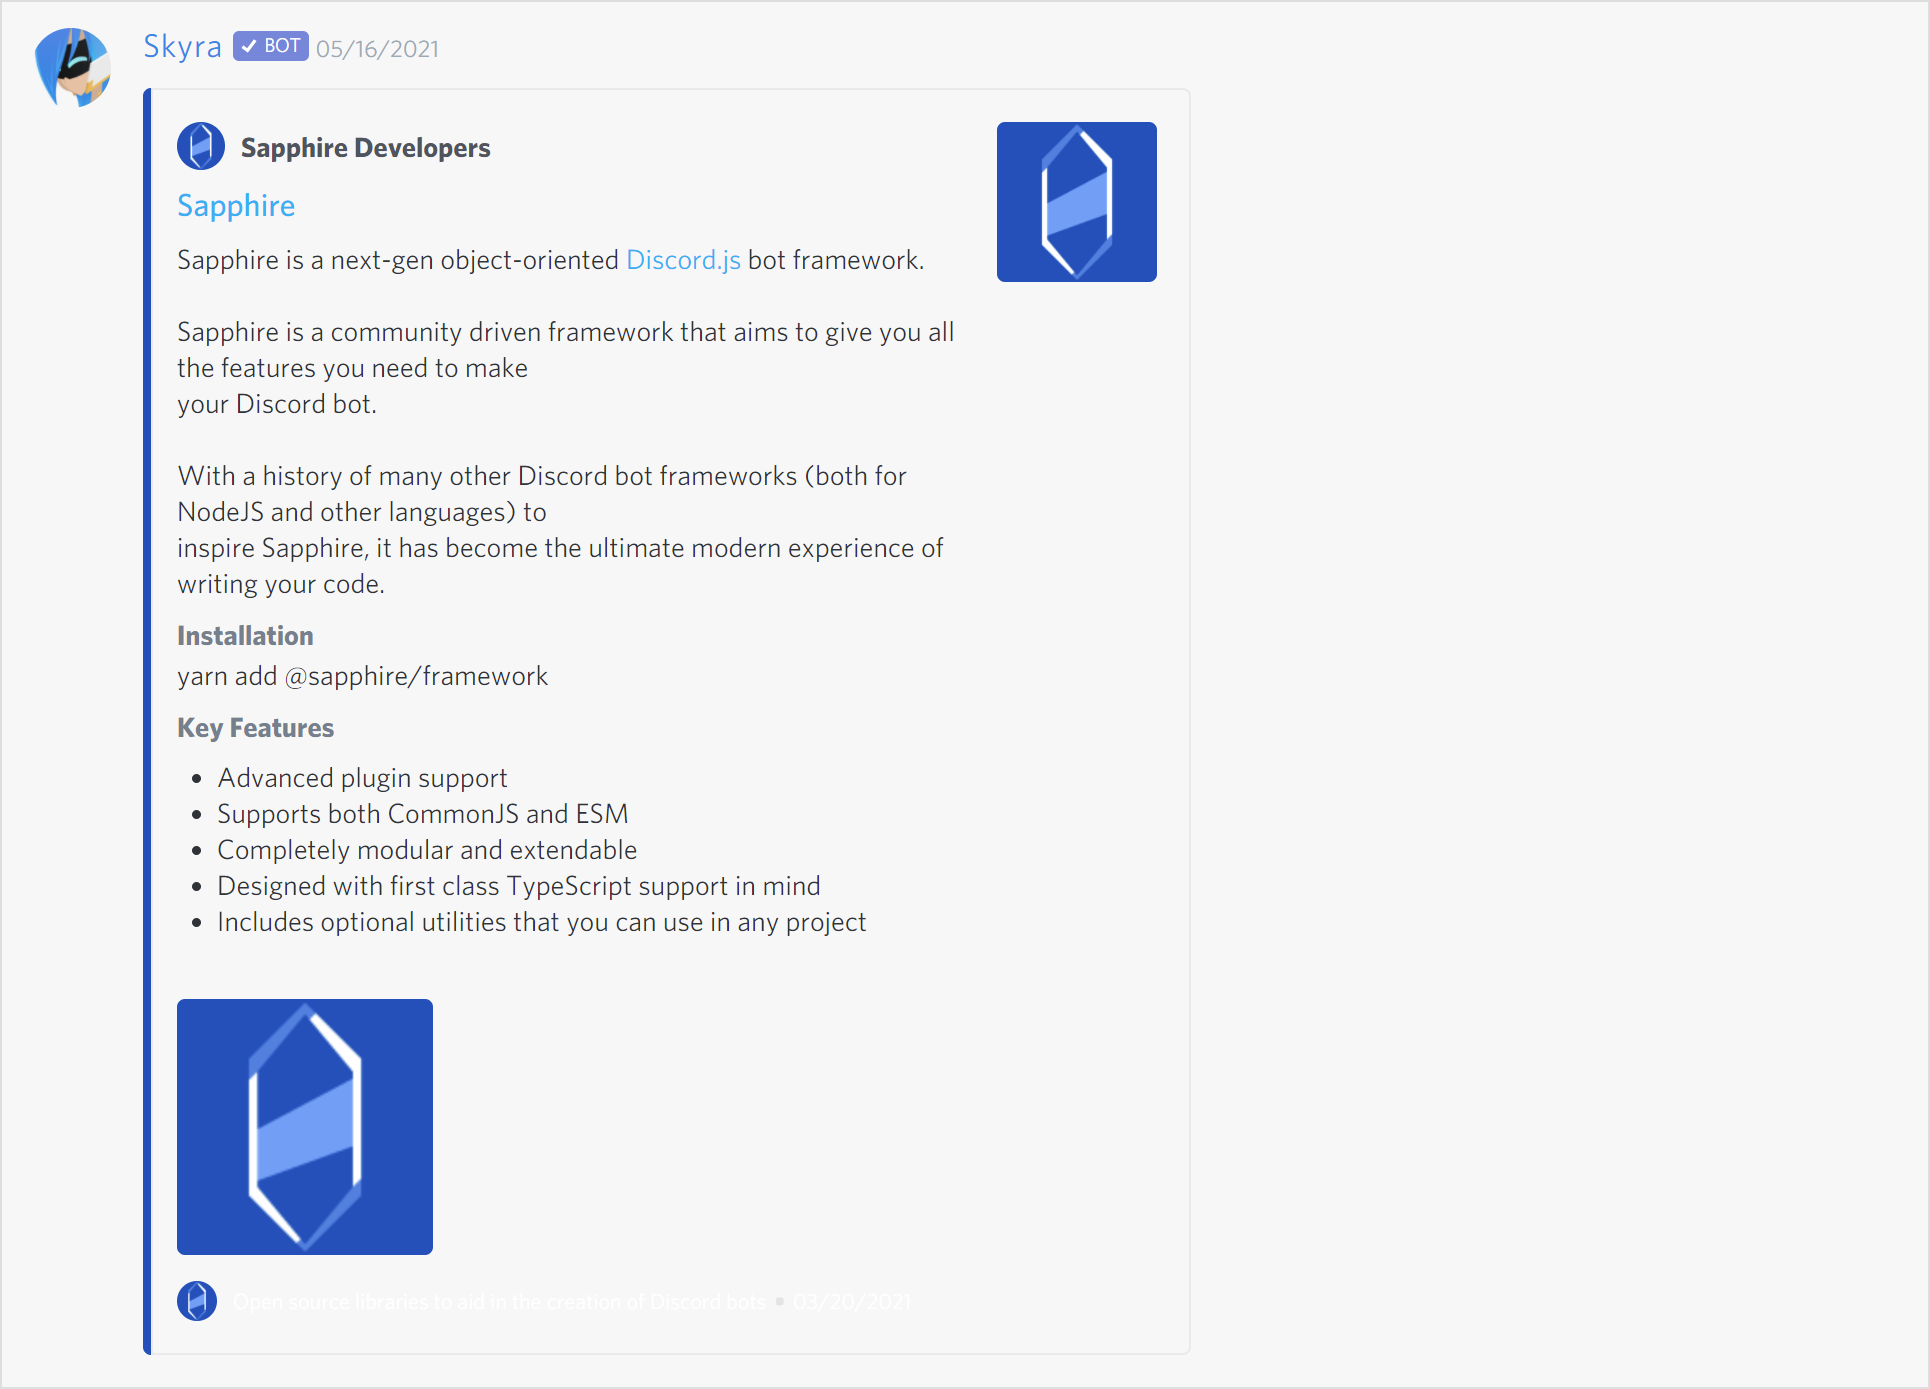 Skyra BOT 05/16/2021
Sapphire Developers
Sapphire
Sapphire is a next-gen object-oriented Discord.js bot framework.
Sapphire is a community driven framework that aims to give you all
the features you need to make
your Discord bot.
With a history of many other Discord bot frameworks (both for
NodeJS and other languages) to
inspire Sapphire, it has become the ultimate modern experience of
writing your code.
Installation
yarn add @sapphire/framework
Key Features
• Advanced plugin support
• Supports both CommonJS and ESM
• Completely modular and extendable
• Designed with first class TypeScript support in mind
• Includes optional utilities that you can use in any project
Open source libraries to aid in the creation of Discord bots • 03/20/2021